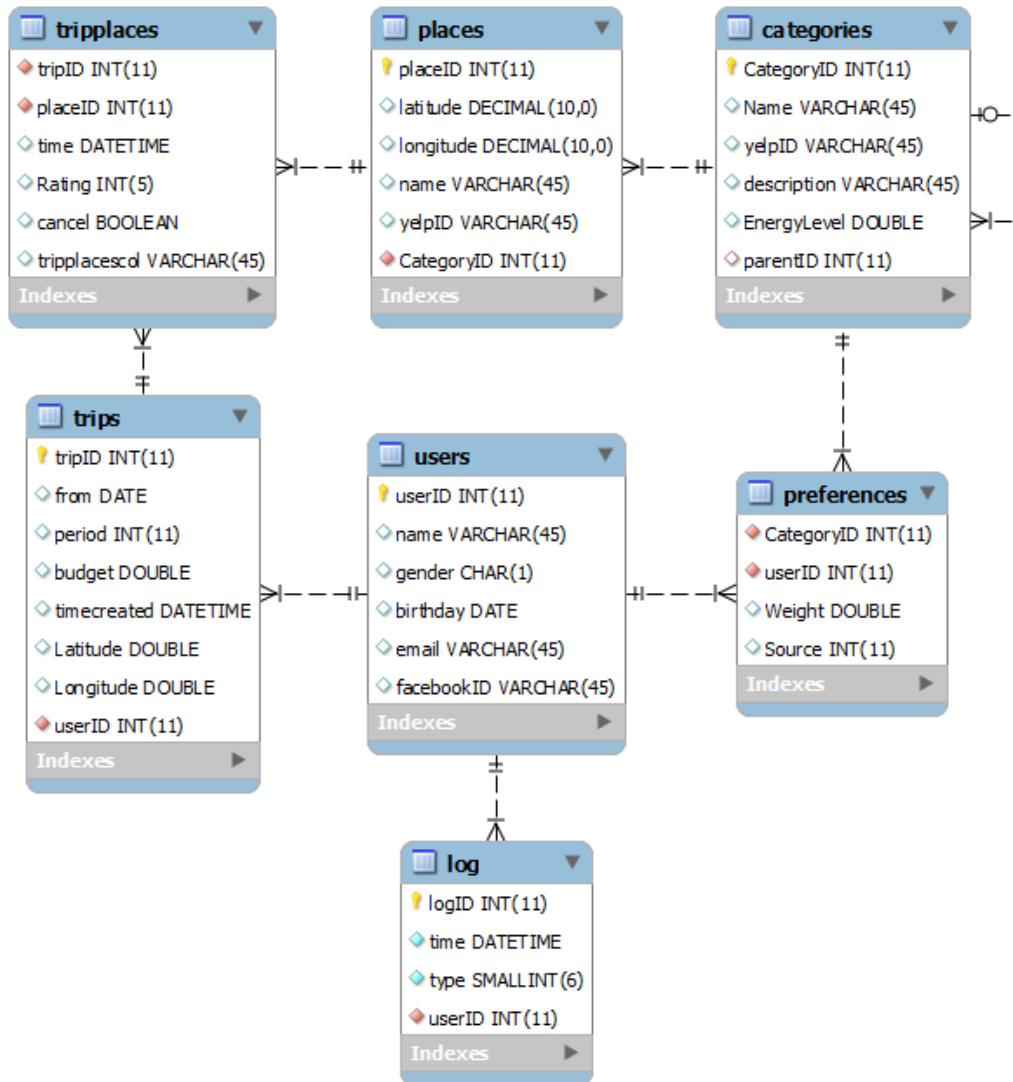 tripplaces
tripID INT(11)
placeID INT(11)
time DATETIME
Rating INT(5)
cancel BOOLEAN
tripplacescol VARCHAR(45)
Indexes
places
placeID INT(11)
latitude DECIMAL(10,0)
longitude DECIMAL(10,0)
name VARCHAR(45)
yelpID VARCHAR(45)
CategoryID INT(11)
Indexes
categories
CategoryID INT(11)
Name VARCHAR(45)
yelpID VARCHAR(45)
description VARCHAR(45)
EnergyLevel DOUBLE
parentID INT(11)
Indexes
trips
tripID INT(11)
from DATE
period INT(11)
budget DOUBLE
timecreated DATETIME
Latitude DOUBLE
Longitude DOUBLE
userID INT(11)
Indexes
users
userID INT(11)
name VARCHAR(45)
gender CHAR(1)
birthday DATE
email VARCHAR(45)
facebookID VARCHAR(45)
Indexes
preferences
CategoryID INT(11)
userID INT(11)
Weight DOUBLE
Source INT(11)
Indexes
log
logID INT(11)
time DATETIME
type SMALLINT(6)
userID INT(11)
Indexes